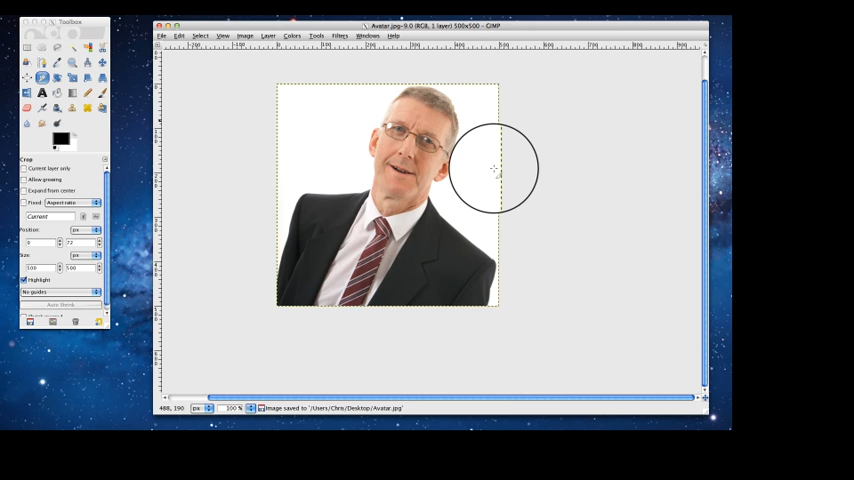 Toolbox
Avatar.jpg-9.0 (RGB, 1 layer) 500x500 – GIMP
File Edit Select View Image Layer Colors Tools Filters Windows Help
Crop
Current layer only
Allow growing
Expand from center
Fixed: Aspect ratio
Current
Position: px
0 72
Size: px
500 500
Highlight
No guides
Auto Shrink
488, 190 px 100 % Image saved to '/Users/Chris/Desktop/Avatar.jpg'